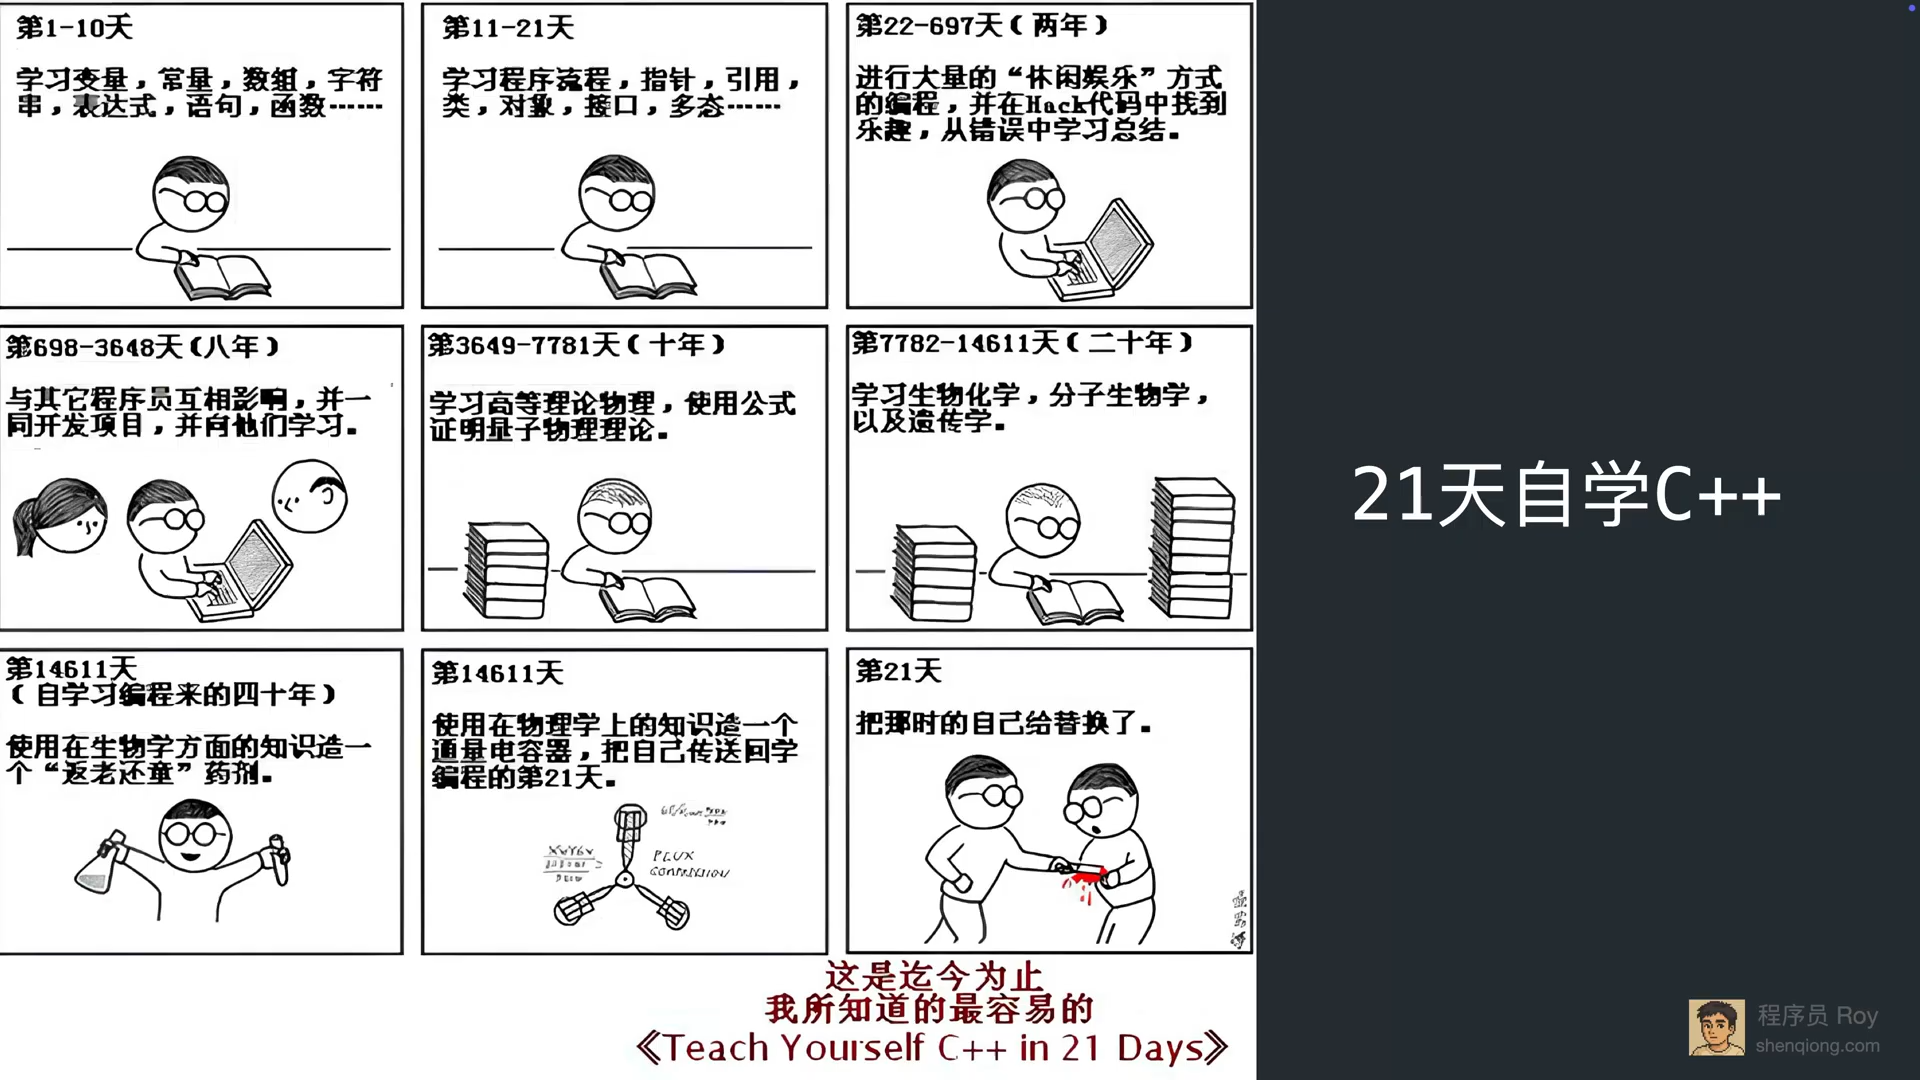 第1-10天
学习变量，常量，数组，字符
串，表达式，语句，函数……
第11-21天
学习程序流程，指针，引用，
类，对象，接口，多态……
第22-697天（两年）
进行大量的“休闲娱乐”方式
的编程，并在Hack代码中找到
乐趣，从错误中学习总结。
第698-3648天（八年）
与其它程序员互相影响，并一
同开发项目，并向他们学习。
第3649-7781天（十年）
学习高等理论物理，使用公式
证明量子物理理论。
第7782-14611天（二十年）
学习生物化学，分子生物学，
以及遗传学。
第14611天
（自学习编程来的四十年）
使用在生物学方面的知识造一
个“返老还童”药剂。
第14611天
使用在物理学上的知识造一个
通量电容器，把自己传送回学
编程的第21天。
FLUX
第21天
把那时的自己给替换了。
这是迄今为止
我所知道的最容易的
《Teach Yourself C++ in 21 Days》
21天自学C++
程序员 Roy
shenqiong.com